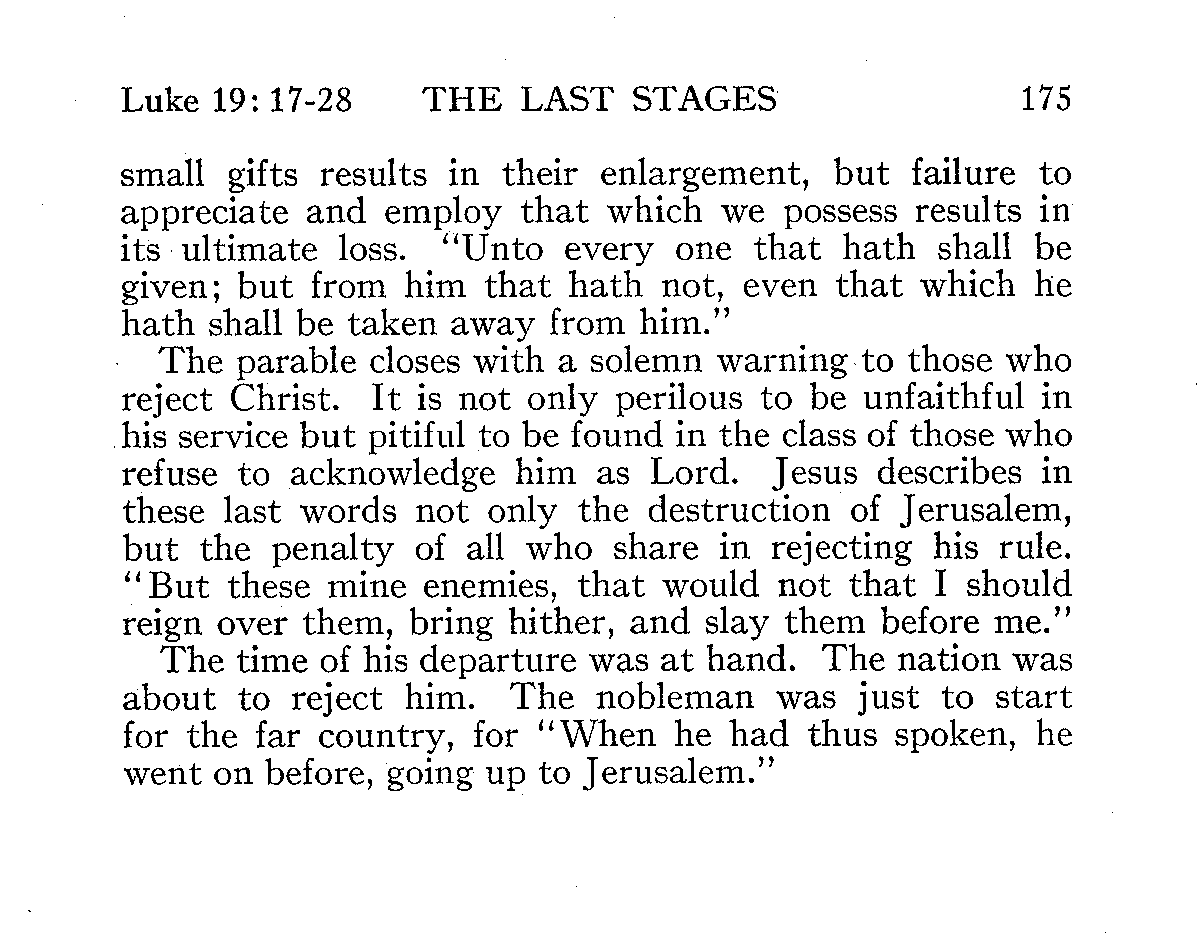 Luke 19: 17-28 THE LAST STAGES 175
small gifts results in their enlargement, but failure to
appreciate and employ that which we possess results in
its ultimate loss. “Unto every one that hath shall be
given; but from him that hath not, even that which he
hath shall be taken away from him.”
The parable closes with a solemn warning to those who
reject Christ. It is not only perilous to be unfaithful in
his service but pitiful to be found in the class of those who
refuse to acknowledge him as Lord. Jesus describes in
these last words not only the destruction of Jerusalem,
but the penalty of all who share in rejecting his rule.
“But these mine enemies, that would not that I should
reign over them, bring hither, and slay them before me.”
The time of his departure was at hand. The nation was
about to reject him. The nobleman was just to start
for the far country, for “When he had thus spoken, he
went on before, going up to Jerusalem.”